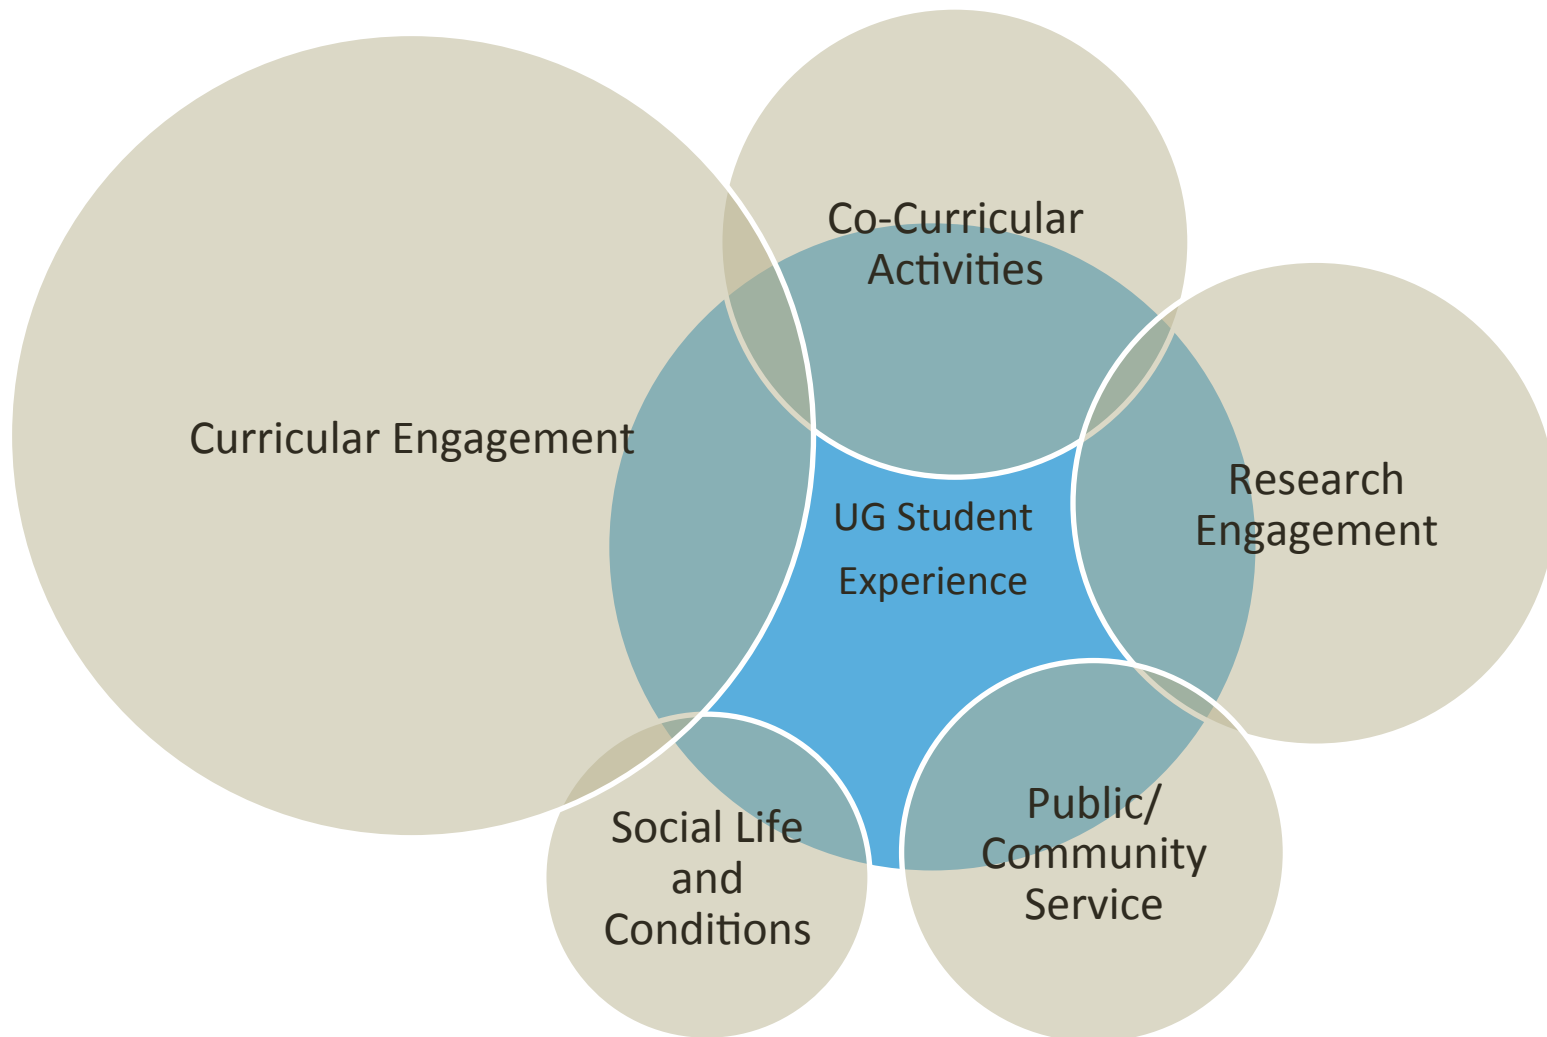 Co-Curricular
Activities
Curricular Engagement
Research
Engagement
UG Student
Experience
Public/
Community
Service
Social Life
and
Conditions